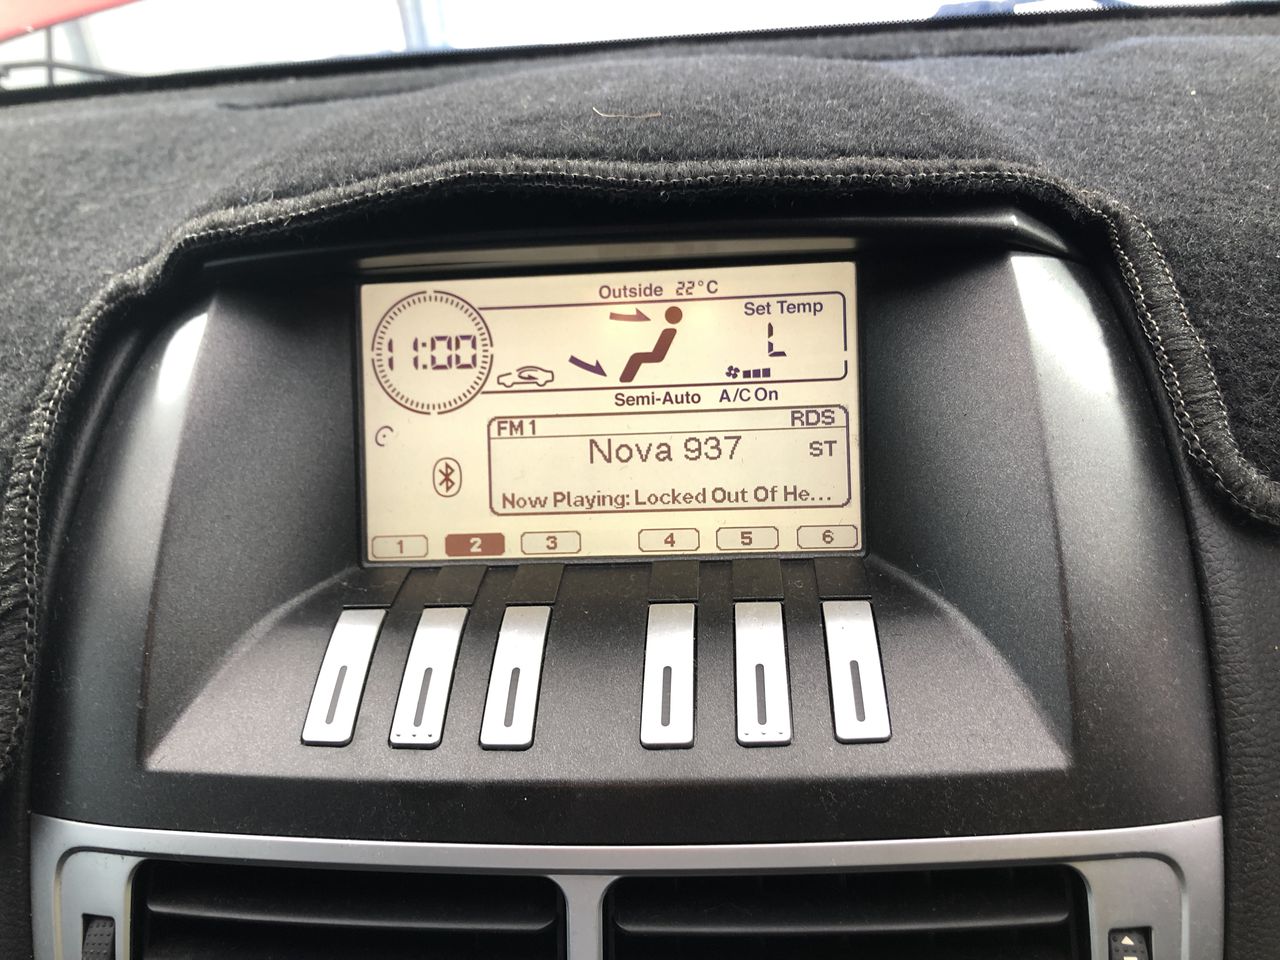 Outside 22°C
11:00
Set Temp
L
Semi-Auto A/C On
FM1 RDS
Nova 937 ST
Now Playing: Locked Out Of He...
1 2 3 4 5 6